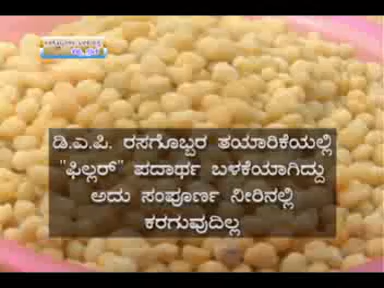 ಡಿ.ಎ.ಪಿ. ರಸಗೊಬ್ಬರ ತಯಾರಿಕೆಯಲ್ಲಿ
"ಫಿಲ್ಲರ್" ಪದಾರ್ಥ ಬಳಕೆಯಾಗಿದ್ದು
ಅದು ಸಂಪೂರ್ಣ ನೀರಿನಲ್ಲಿ
ಕರಗುವುದಿಲ್ಲ